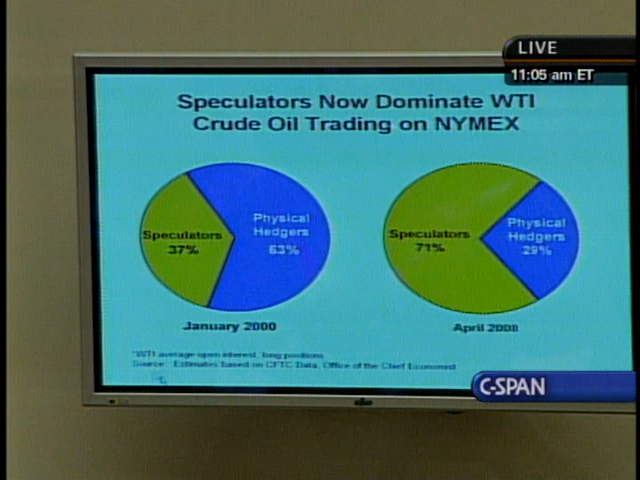 LIVE
11:05 am ET
Speculators Now Dominate WTI
Crude Oil Trading on NYMEX
Speculators
37%
Physical
Hedgers
63%
January 2000
Speculators
71%
Physical
Hedgers
29%
April 2008
*WTI average open interest, long positions
Source: Estimates based on CFTC Data, Office of the Chief Economist
C-SPAN